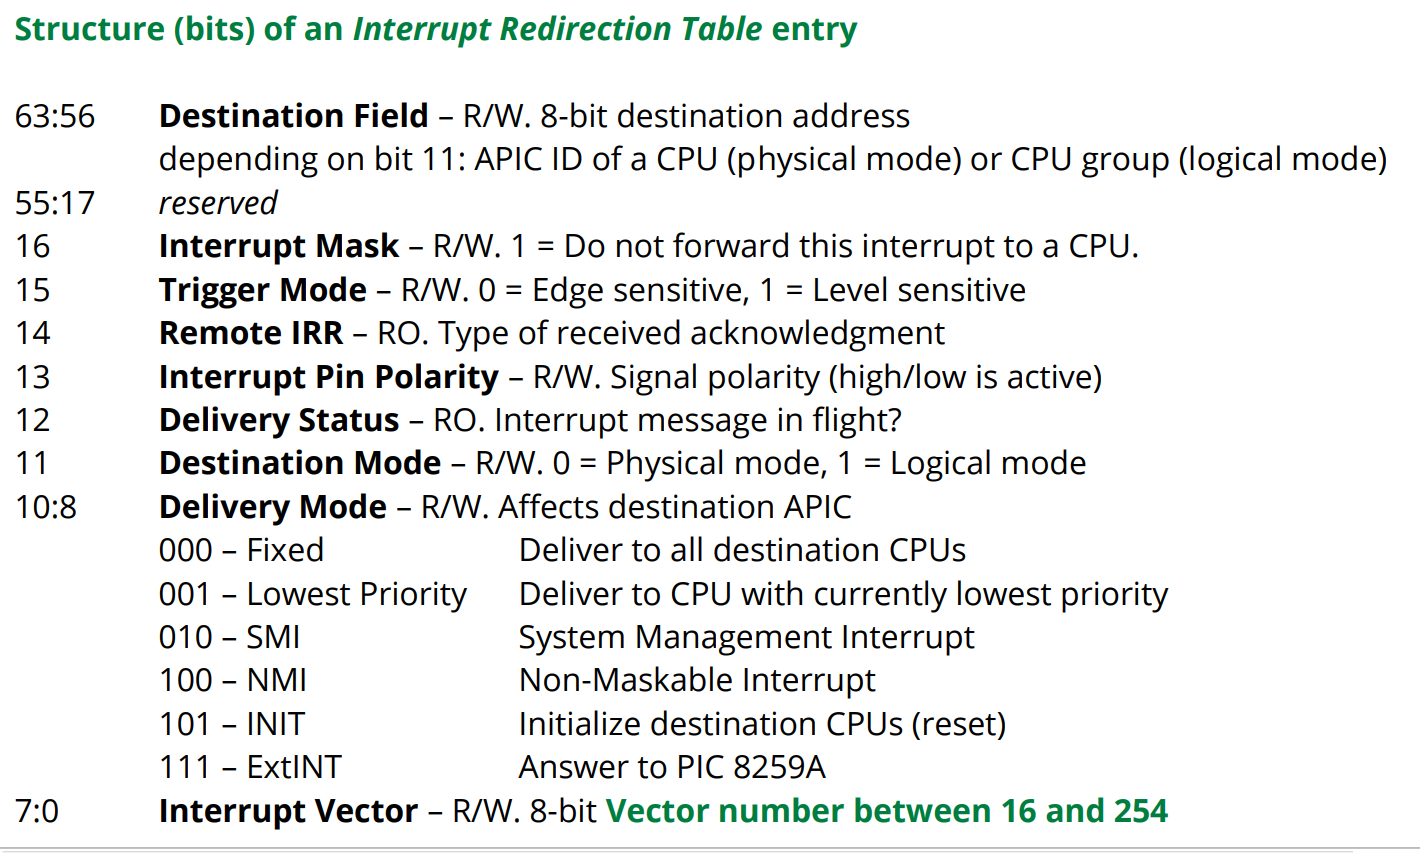 Structure (bits) of an Interrupt Redirection Table entry
63:56 Destination Field – R/W. 8-bit destination address
depending on bit 11: APIC ID of a CPU (physical mode) or CPU group (logical mode)
55:17 reserved
16 Interrupt Mask – R/W. 1 = Do not forward this interrupt to a CPU.
15 Trigger Mode – R/W. 0 = Edge sensitive, 1 = Level sensitive
14 Remote IRR – RO. Type of received acknowledgment
13 Interrupt Pin Polarity – R/W. Signal polarity (high/low is active)
12 Delivery Status – RO. Interrupt message in flight?
11 Destination Mode – R/W. 0 = Physical mode, 1 = Logical mode
10:8 Delivery Mode – R/W. Affects destination APIC
000 – Fixed Deliver to all destination CPUs
001 – Lowest Priority Deliver to CPU with currently lowest priority
010 – SMI System Management Interrupt
100 – NMI Non-Maskable Interrupt
101 – INIT Initialize destination CPUs (reset)
111 – ExtINT Answer to PIC 8259A
7:0 Interrupt Vector – R/W. 8-bit Vector number between 16 and 254